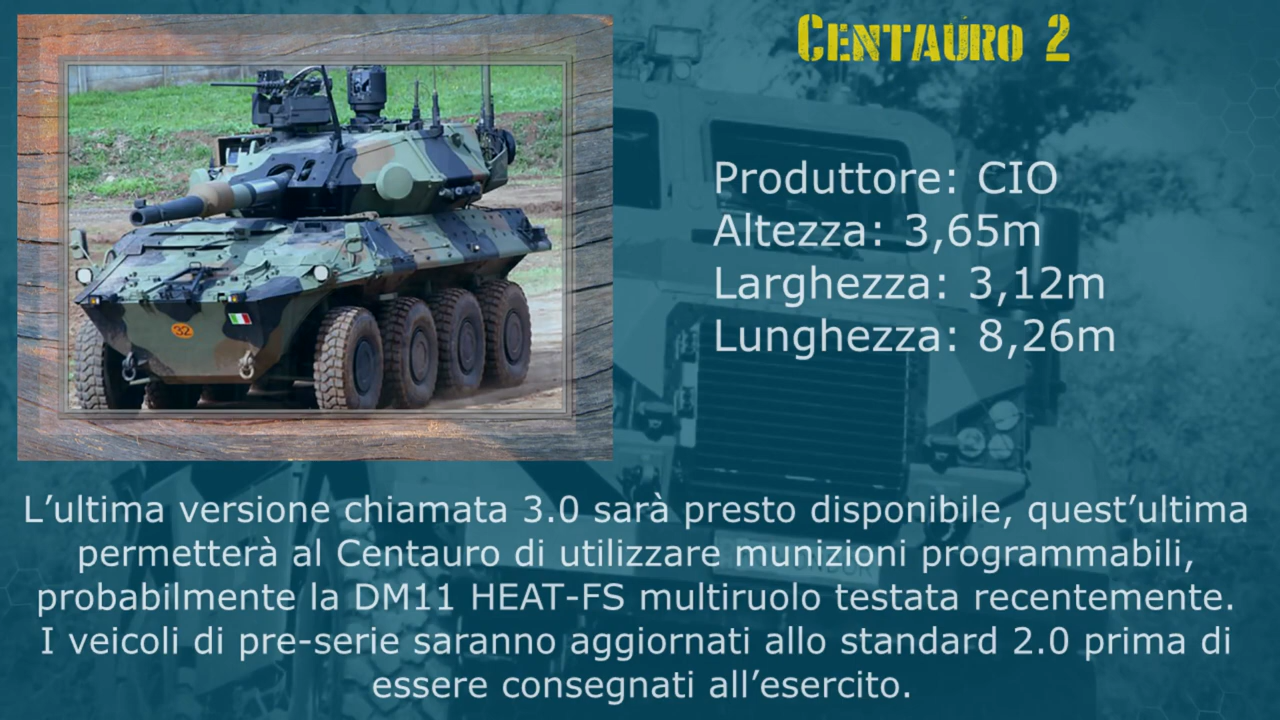 Centauro 2
Produttore: CIO
Altezza: 3,65m
Larghezza: 3,12m
Lunghezza: 8,26m
32
L’ultima versione chiamata 3.0 sarà presto disponibile, quest’ultima
permetterà al Centauro di utilizzare munizioni programmabili,
probabilmente la DM11 HEAT-FS multiruolo testata recentemente.
I veicoli di pre-serie saranno aggiornati allo standard 2.0 prima di
essere consegnati all’esercito.